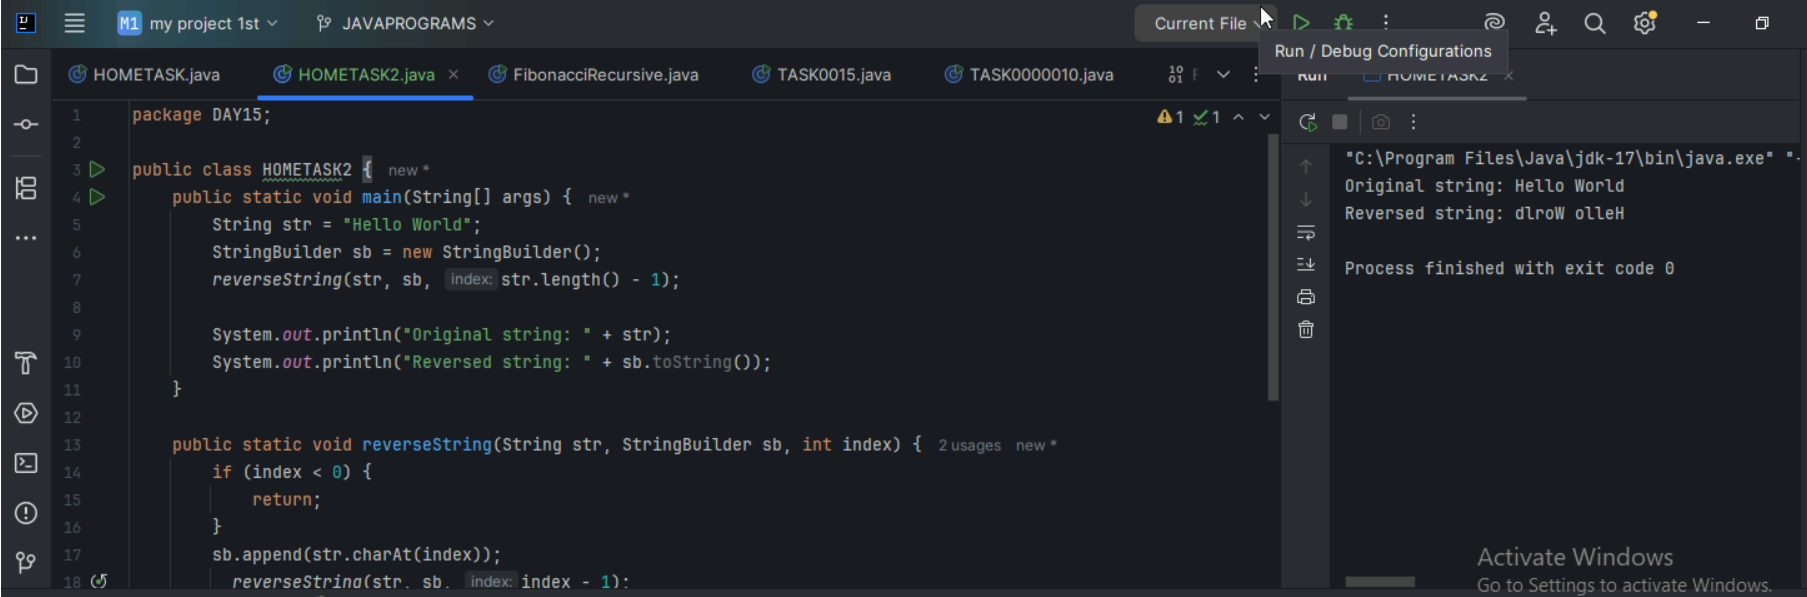 M1 my project 1st JAVAPROGRAMS Current File
Run / Debug Configurations
HOMETASK.java HOMETASK2.java FibonacciRecursive.java TASK0015.java TASK0000010.java
Run HOMETASK2
1 package DAY15; 1 1
2
3 public class HOMETASK2 { new *
4 public static void main(String[] args) { new *
5 String str = "Hello World";
6 StringBuilder sb = new StringBuilder();
7 reverseString(str, sb, index: str.length() - 1);
8
9 System.out.println("Original string: " + str);
10 System.out.println("Reversed string: " + sb.toString());
11 }
12
13 public static void reverseString(String str, StringBuilder sb, int index) { 2 usages new *
14 if (index < 0) {
15 return;
16 }
17 sb.append(str.charAt(index));
18 reverseString(str, sb, index: index - 1);
"C:\Program Files\Java\jdk-17\bin\java.exe" "-
Original string: Hello World
Reversed string: dlroW olleH
Process finished with exit code 0
Activate Windows
Go to Settings to activate Windows.